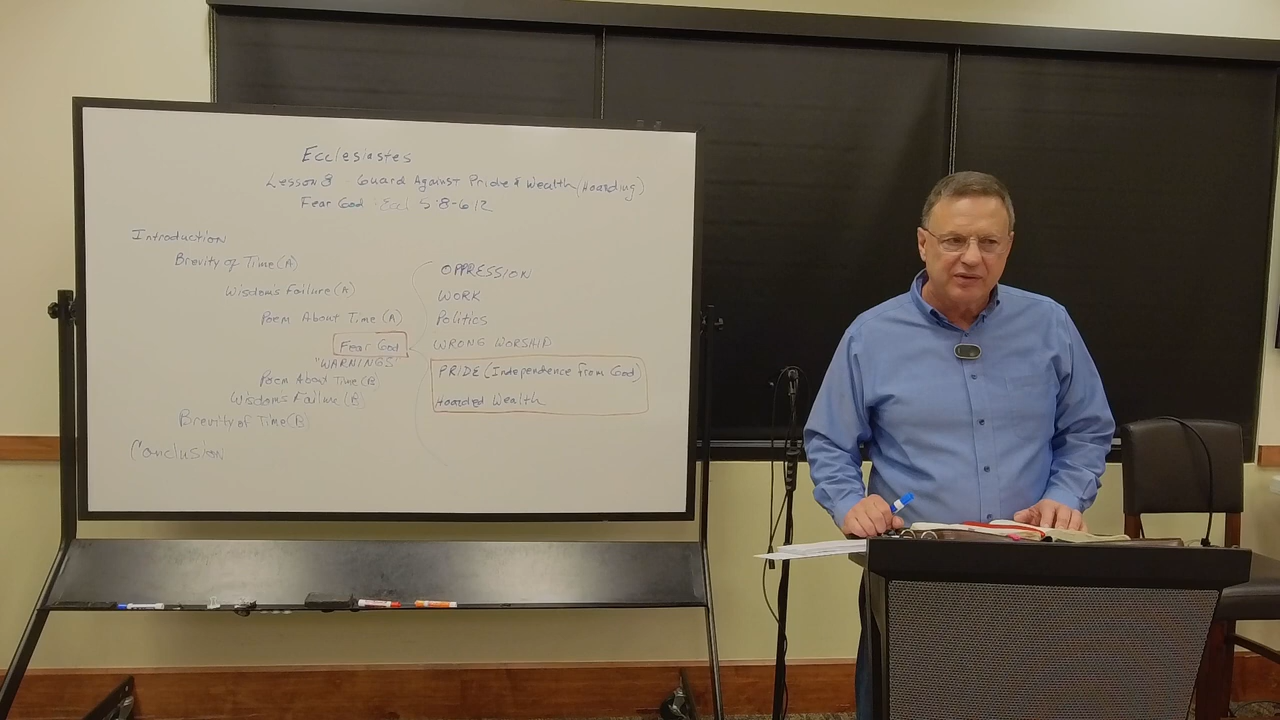 Ecclesiastes
Lesson 8 Guard Against Pride & Wealth (Hoarding)
Fear God : Eccl 5:8-6:12
Introduction
Brevity of Time (A)
Wisdom's Failure (A)
Poem About Time (A)
Fear God
"WARNINGS"
Poem About Time (B)
Wisdom's Failure (B)
Brevity of Time (B)
Conclusion
OPPRESSION
WORK
Politics
WRONG WORSHIP
PRIDE (Independence from God)
Hoarded Wealth